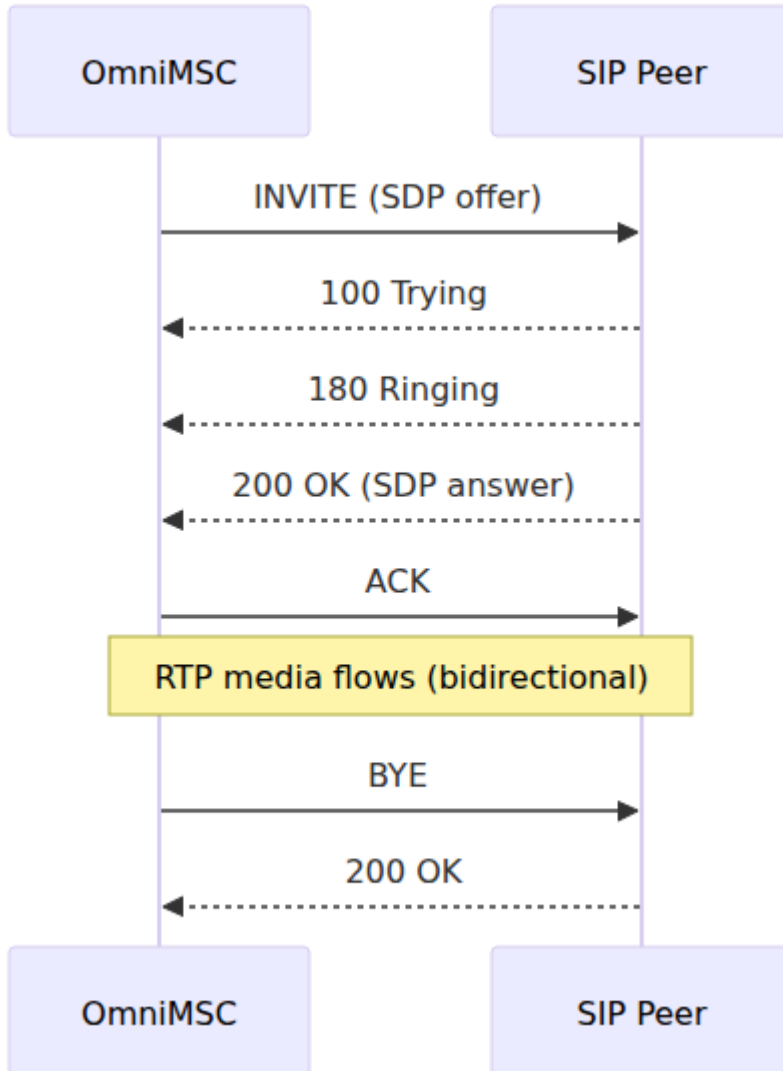 OmniMSC
SIP Peer
INVITE (SDP offer)
100 Trying
180 Ringing
200 OK (SDP answer)
ACK
RTP media flows (bidirectional)
BYE
200 OK
OmniMSC
SIP Peer